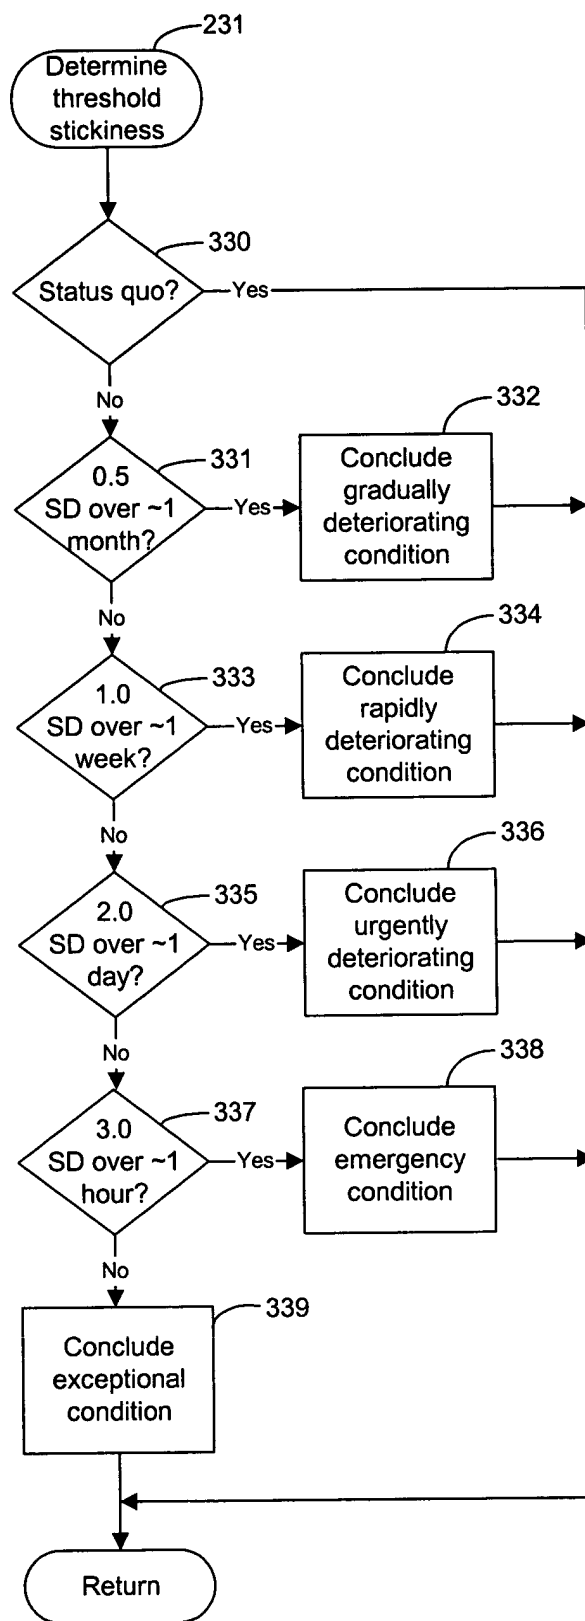 231
Determine
threshold
stickiness
330
Status quo?
Yes
No
331
0.5
SD over ~1
month?
Yes
332
Conclude
gradually
deteriorating
condition
No
333
1.0
SD over ~1
week?
Yes
334
Conclude
rapidly
deteriorating
condition
No
335
2.0
SD over ~1
day?
Yes
336
Conclude
urgently
deteriorating
condition
No
337
3.0
SD over ~1
hour?
Yes
338
Conclude
emergency
condition
No
339
Conclude
exceptional
condition
Return